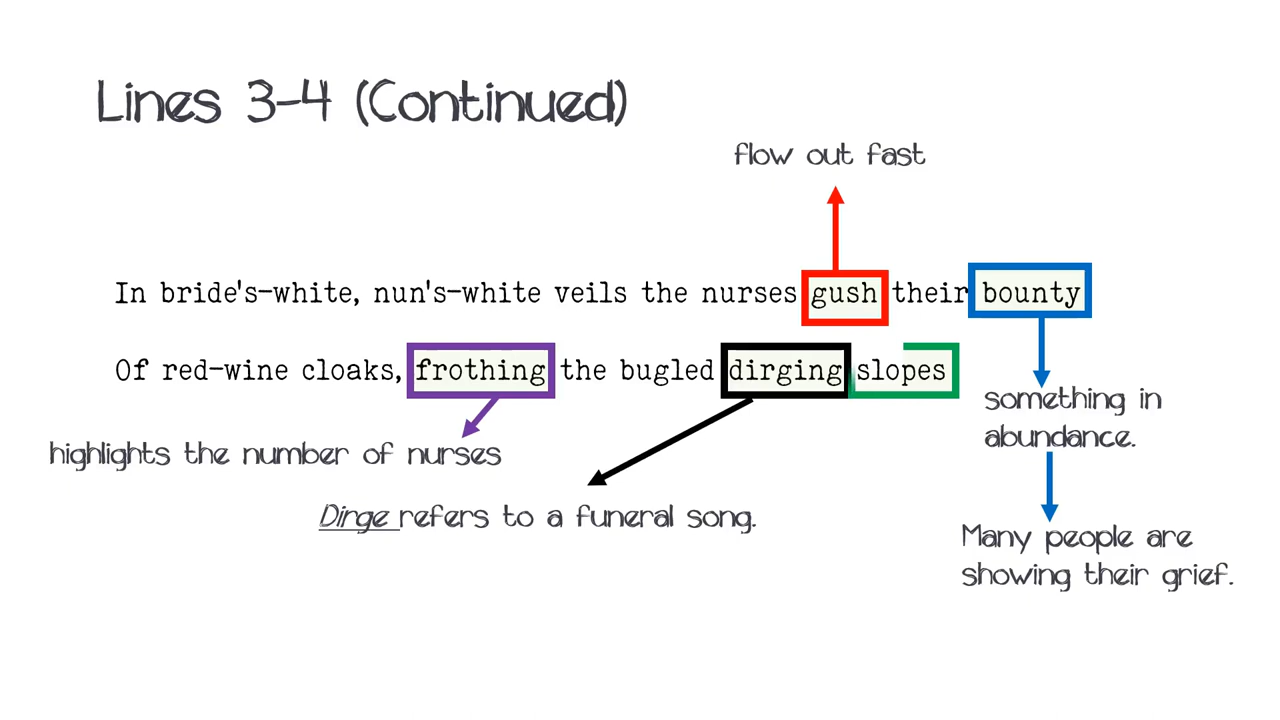 Lines 3-4 (Continued)
flow out fast
In bride's-white, nun's-white veils the nurses gush their bounty
Of red-wine cloaks, frothing the bugled dirging slopes
something in
abundance.
highlights the number of nurses
Dirge refers to a funeral song.
Many people are
showing their grief.